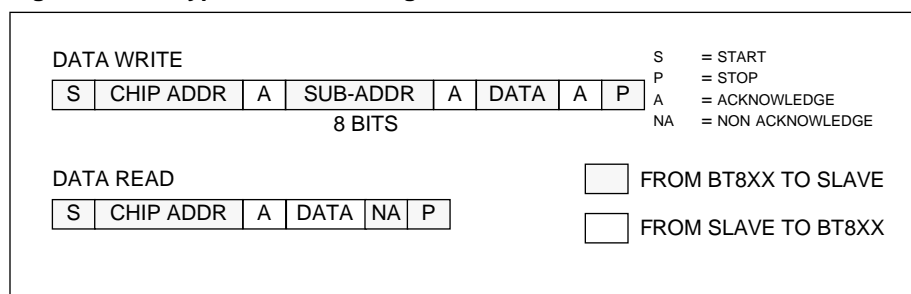 DATA WRITE
S CHIP ADDR A SUB-ADDR A DATA A P
8 BITS
S = START
P = STOP
A = ACKNOWLEDGE
NA = NON ACKNOWLEDGE
DATA READ
S CHIP ADDR A DATA NA P
FROM BT8XX TO SLAVE
FROM SLAVE TO BT8XX